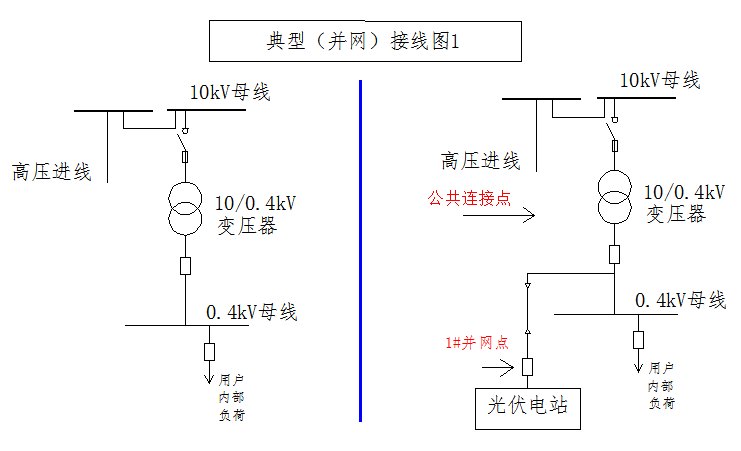 典型（并网）接线图1
10kV母线
高压进线
10/0.4kV
变压器
0.4kV母线
用户
内部
负荷
10kV母线
高压进线
公共连接点
10/0.4kV
变压器
0.4kV母线
1#并网点
用户
内部
负荷
光伏电站